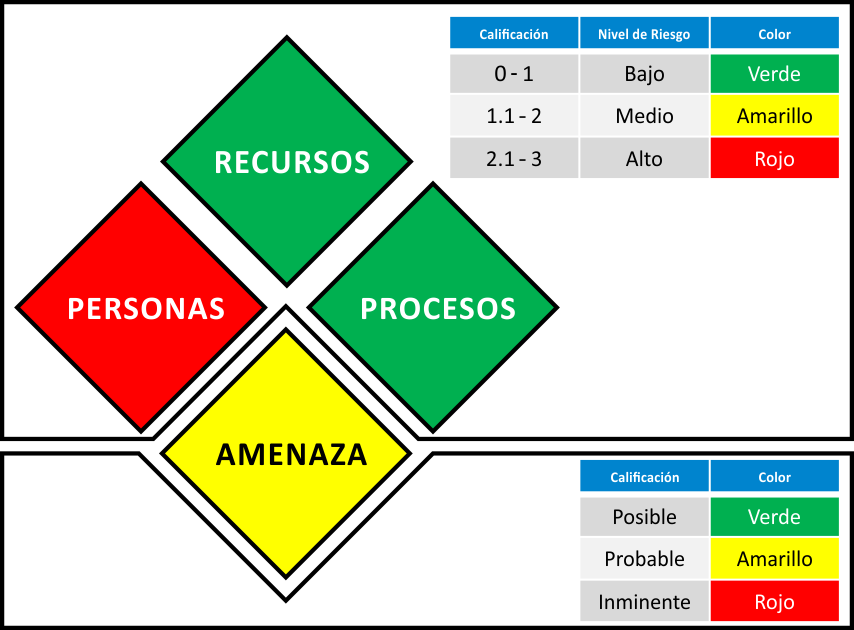 Calificación Nivel de Riesgo Color
0 - 1 Bajo Verde
1.1 - 2 Medio Amarillo
2.1 - 3 Alto Rojo
RECURSOS
PERSONAS PROCESOS
AMENAZA
Calificación Color
Posible Verde
Probable Amarillo
Inminente Rojo